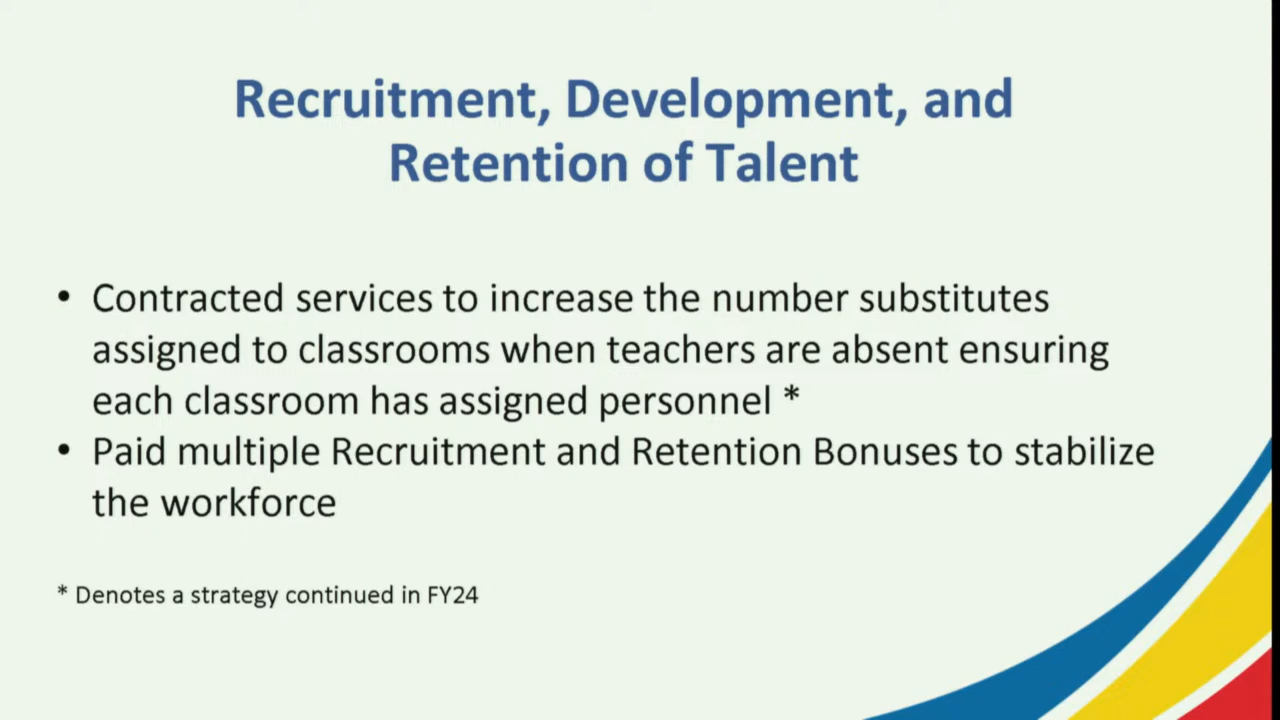 Recruitment, Development, and
Retention of Talent
• Contracted services to increase the number substitutes
assigned to classrooms when teachers are absent ensuring
each classroom has assigned personnel *
• Paid multiple Recruitment and Retention Bonuses to stabilize
the workforce
* Denotes a strategy continued in FY24